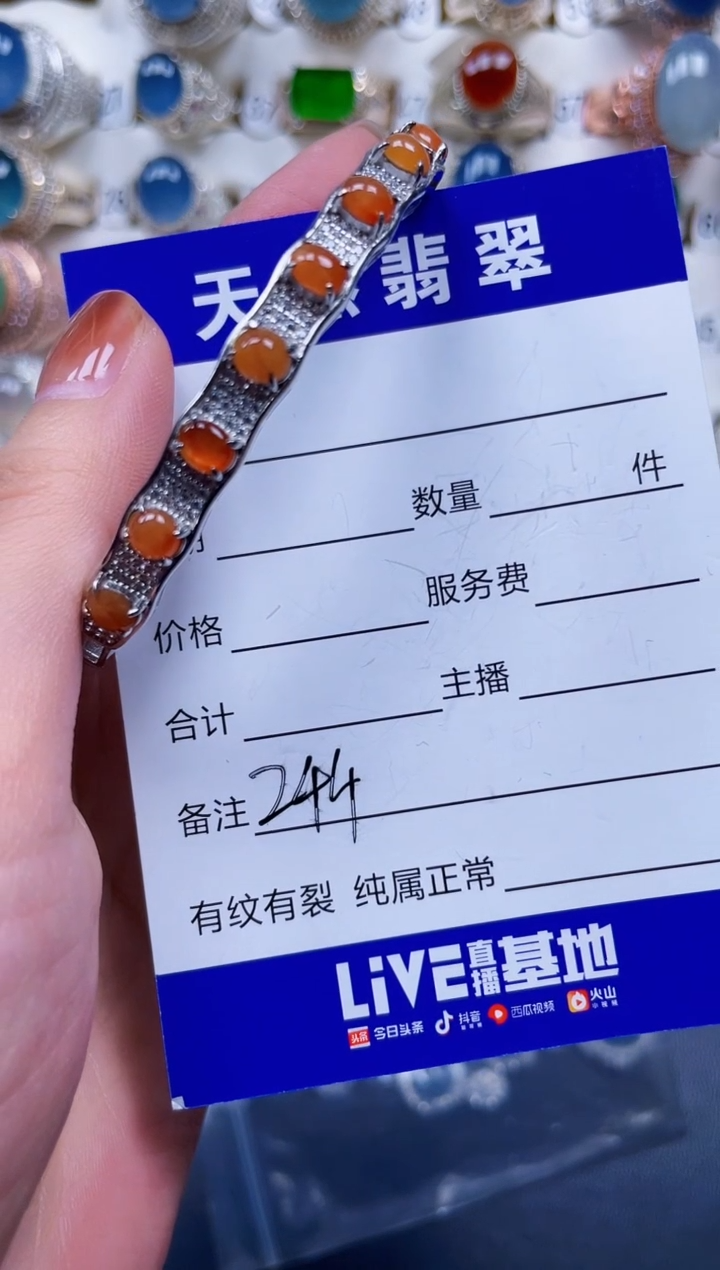 天 翡翠
数量 件
价格 服务费
合计 主播
备注 244
有纹有裂 纯属正常
LiVE直播基地
头条 今日头条 抖音 西瓜视频 火山